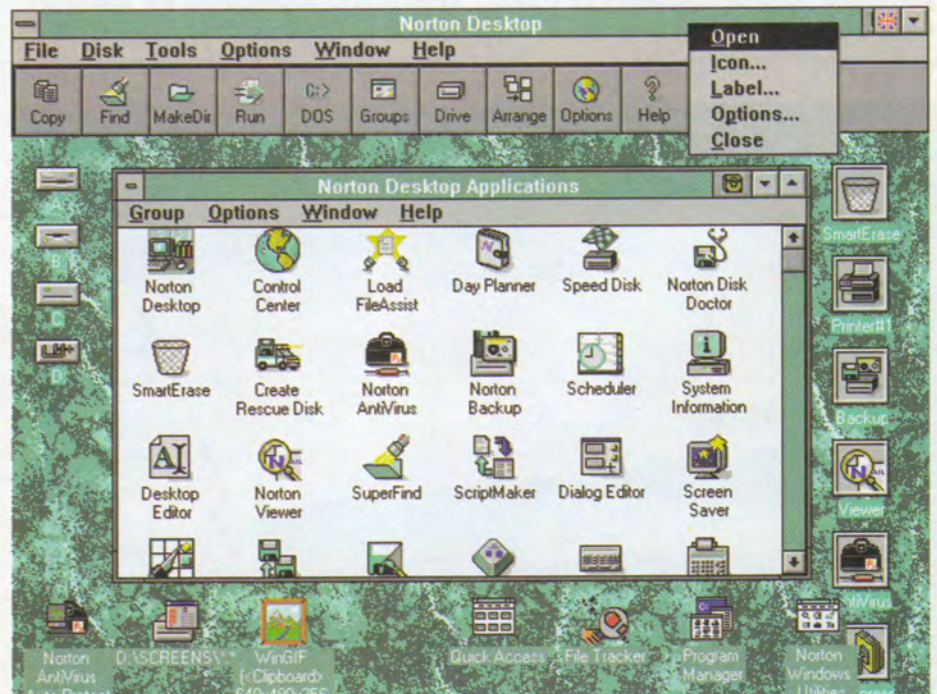 Norton Desktop
File Disk Tools Options Window Help
Open
Icon...
Label...
Options...
Close
C:>
Copy Find MakeDir Run DOS Groups Drive Arrange Options Help
A
B
C
D
Norton Desktop Applications
Group Options Window Help
Norton Desktop
Control Center
Load FileAssist
Day Planner
Speed Disk
Norton Disk Doctor
SmartErase
Create Rescue Disk
Norton AntiVirus
Norton Backup
Scheduler
System Information
Desktop Editor
Norton Viewer
SuperFind
ScriptMaker
Dialog Editor
Screen Saver
SmartErase
Printer#1
Backup
Viewer
AntiVirus
Norton AntiVirus Auto-Protect
D:\SCREENS\*.*
WinGIF (<Clipboard> 640x480x256
Quick Access
File Tracker
Program Manager
Norton Windows